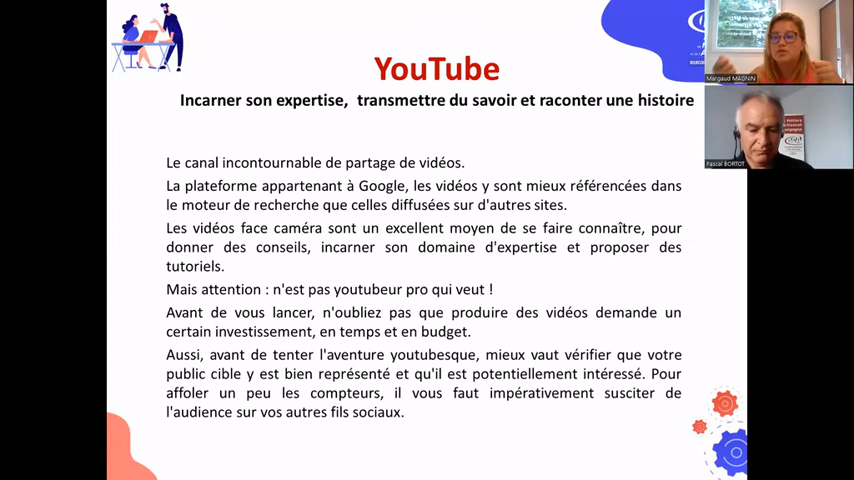 YouTube
Incarner son expertise, transmettre du savoir et raconter une histoire
Le canal incontournable de partage de vidéos.
La plateforme appartenant à Google, les vidéos y sont mieux référencées dans
le moteur de recherche que celles diffusées sur d'autres sites.
Les vidéos face caméra sont un excellent moyen de se faire connaître, pour
donner des conseils, incarner son domaine d'expertise et proposer des
tutoriels.
Mais attention : n'est pas youtubeur pro qui veut !
Avant de vous lancer, n'oubliez pas que produire des vidéos demande un
certain investissement, en temps et en budget.
Aussi, avant de tenter l'aventure youtubesque, mieux vaut vérifier que votre
public cible y est bien représenté et qu'il est potentiellement intéressé. Pour
affoler un peu les compteurs, il vous faut impérativement susciter de
l'audience sur vos autres fils sociaux.
Margaud MAGNIN
Pascal BORTOT